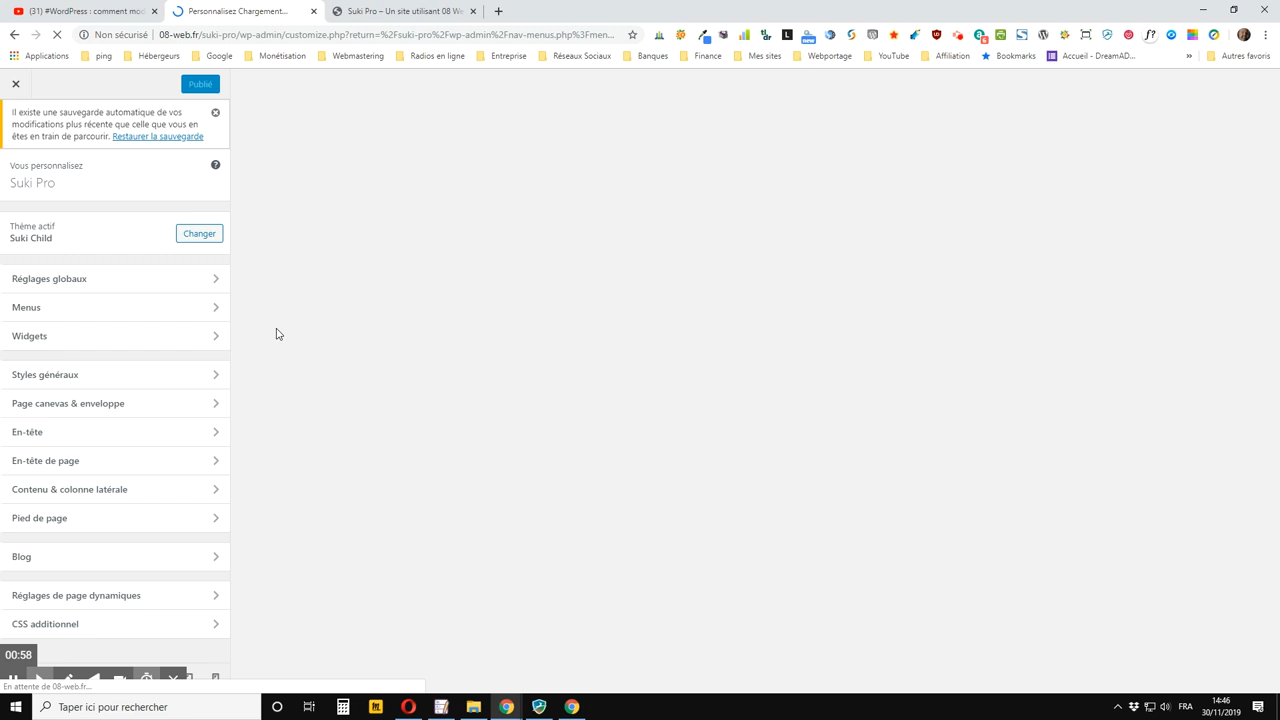 (31) #WordPress : comment mod
Personnalisez Chargement...
Suki Pro – Un site utilisant 08 We
Non sécurisé
08-web.fr/suki-pro/wp-admin/customize.php?return=%2Fsuki-pro%2Fwp-admin%2Fnav-menus.php%3Fmen...
Applications
ping
Hébergeurs
Google
Monétisation
Webmastering
Radios en ligne
Entreprise
Réseaux Sociaux
Banques
Finance
Mes sites
Webportage
YouTube
Affiliation
Bookmarks
Accueil - DreamAD...
»
Autres favoris
Publié
Il existe une sauvegarde automatique de vos
modifications plus récente que celle que vous en
êtes en train de parcourir. Restaurer la sauvegarde
Vous personnalisez
Suki Pro
Thème actif
Suki Child
Changer
Réglages globaux
Menus
Widgets
Styles généraux
Page canevas & enveloppe
En-tête
En-tête de page
Contenu & colonne latérale
Pied de page
Blog
Réglages de page dynamiques
CSS additionnel
00:58
En attente de 08-web.fr...
Taper ici pour rechercher
FRA
14:46
30/11/2019